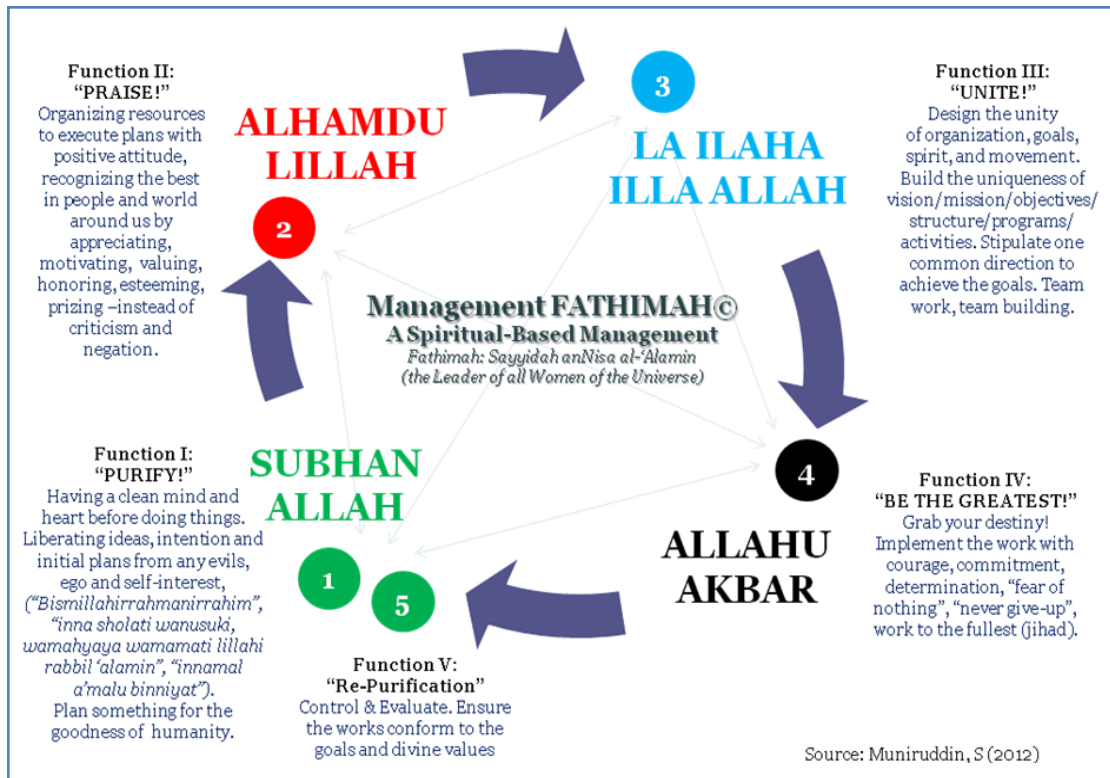 Function I:
“PURIFY!”
Having a clean mind and
heart before doing things.
Liberating ideas, intention and
initial plans from any evils,
ego and self-interest,
(“Bismillahirrahmanirrahim”,
“inna sholati wanusuki,
wamahyaya wamamati lillahi
rabbil ‘alamin”, “innamal
a’malu binniyat”).
Plan something for the
goodness of humanity.
SUBHAN
ALLAH
1
5
Function II:
“PRAISE!”
Organizing resources
to execute plans with
positive attitude,
recognizing the best
in people and world
around us by
appreciating,
motivating, valuing,
honoring, esteeming,
prizing –instead of
criticism and
negation.
ALHAMDU
LILLAH
2
3
LA ILAHA
ILLA ALLAH
Function III:
“UNITE!”
Design the unity
of organization, goals,
spirit, and movement.
Build the uniqueness of
vision/mission/objectives/
structure/programs/
activities. Stipulate one
common direction to
achieve the goals. Team
work, team building.
Management FATHIMAH©
A Spiritual-Based Management
Fathimah: Sayyidah anNisa al-‘Alamin
(the Leader of all Women of the Universe)
4
ALLAHU
AKBAR
Function IV:
“BE THE GREATEST!”
Grab your destiny!
Implement the work with
courage, commitment,
determination, “fear of
nothing”, “never give-up”,
work to the fullest (jihad).
Function V:
“Re-Purification”
Control & Evaluate. Ensure
the works conform to the
goals and divine values
Source: Muniruddin, S (2012)